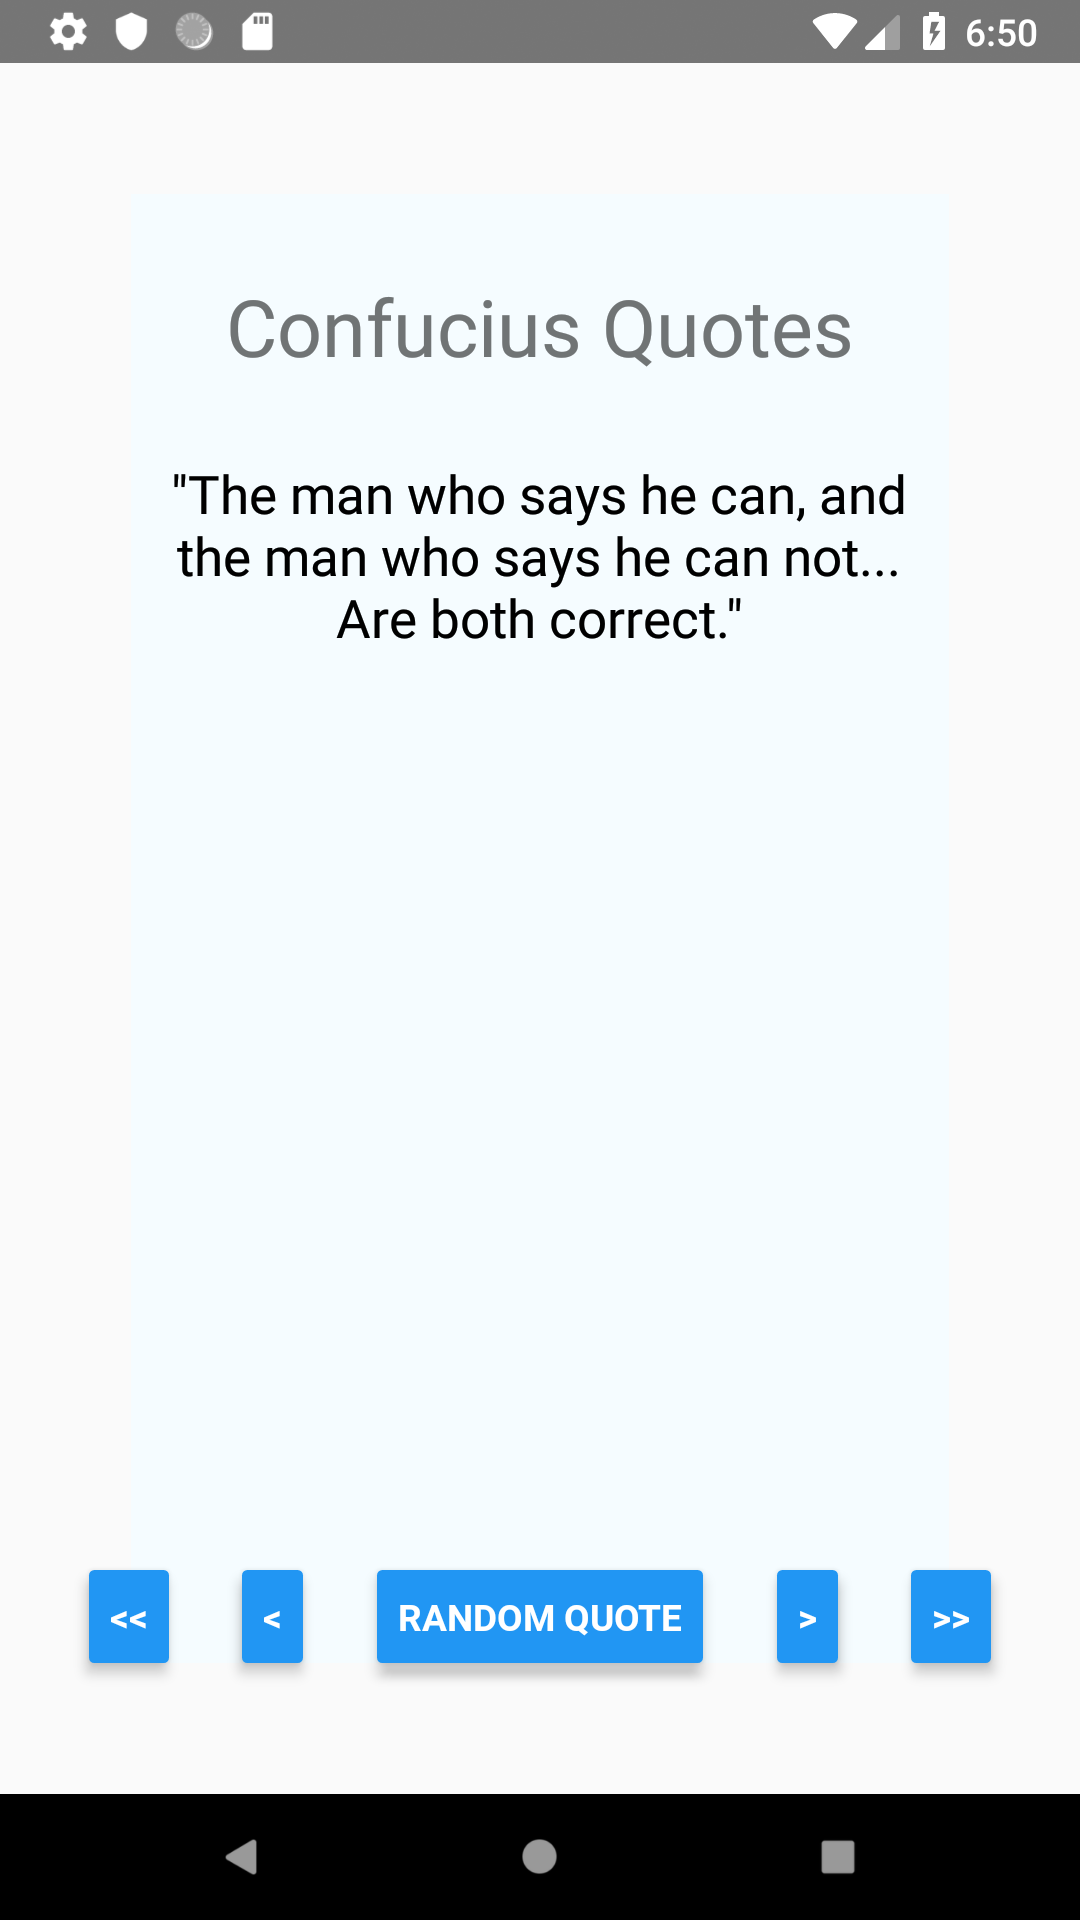 6:50
Confucius Quotes
"The man who says he can, and
the man who says he can not...
Are both correct."
<< < RANDOM QUOTE > >>